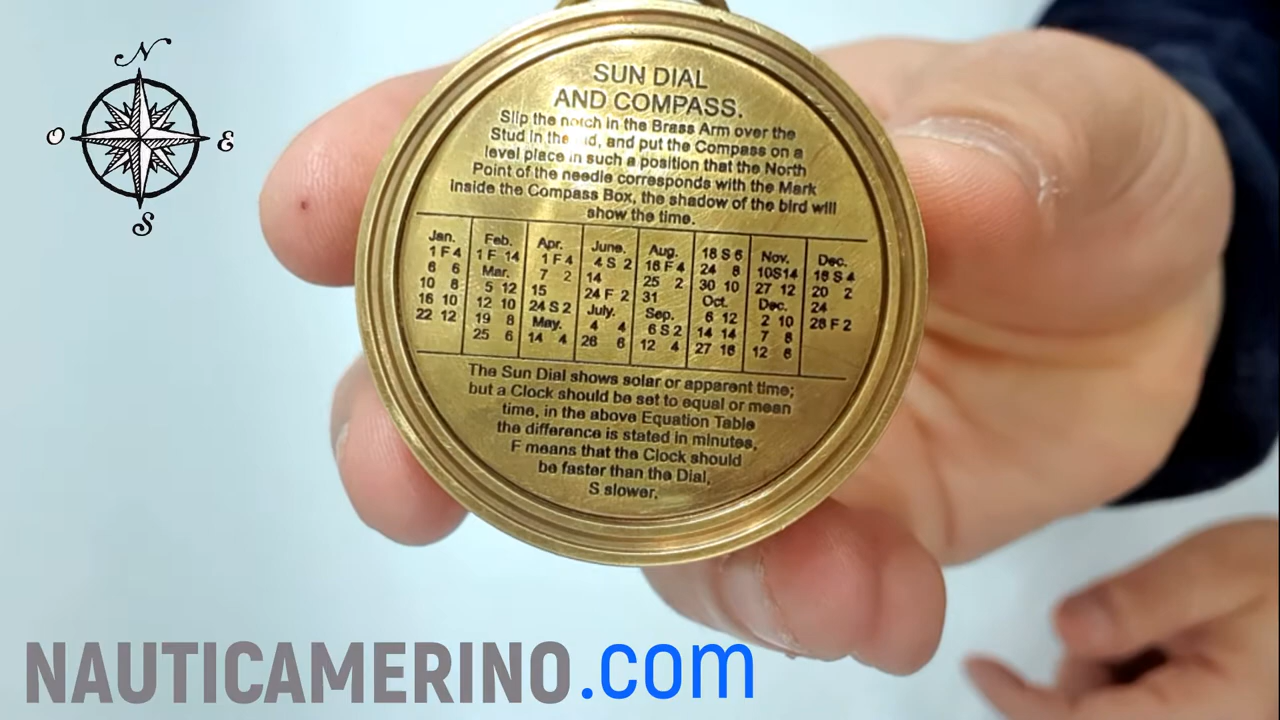 N
O
E
S
SUN DIAL
AND COMPASS.
Slip the notch in the Brass Arm over the
Stud in the and put the Compass on a
level place in such a position that the North
Point of the needle corresponds with the Mark
Inside the Compass Box, the shadow of the bird will
show the time.
Jan.
1 F 4
6 6
10 8
16 10
22 12
Feb.
1 F 14
Mar.
5 12
12 10
19 8
25 6
Apr.
1 F 4
7 2
15
24 S 2
May.
14 4
June.
4 S 2
14
24 F 2
July.
4 4
26 6
Aug.
16 F 4
25 2
31
Sep.
6 S 2
12 4
18 S 6
24 8
30 10
Oct.
6 12
14 14
27 16
Nov.
10S14
27 12
Dec.
2 10
7 8
12 6
Dec.
16 S 4
20 2
24
28 F 2
The Sun Dial shows solar or apparent time;
but a Clock should be set to equal or mean
time, in the above Equation Table
the difference is stated in minutes.
F means that the Clock should
be faster than the Dial,
S slower.
NAUTICAMERINO.com